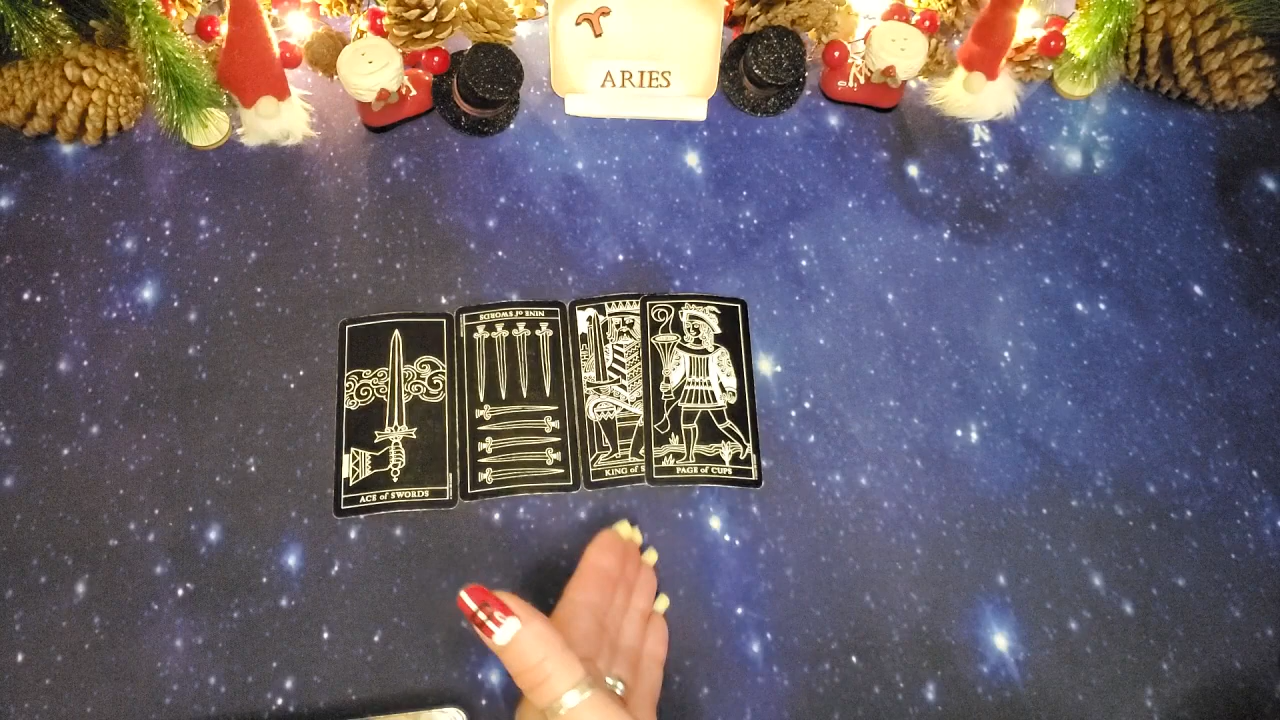 ARIES
NINE of SWORDS
ACE of SWORDS
KING of S
PAGE of CUPS